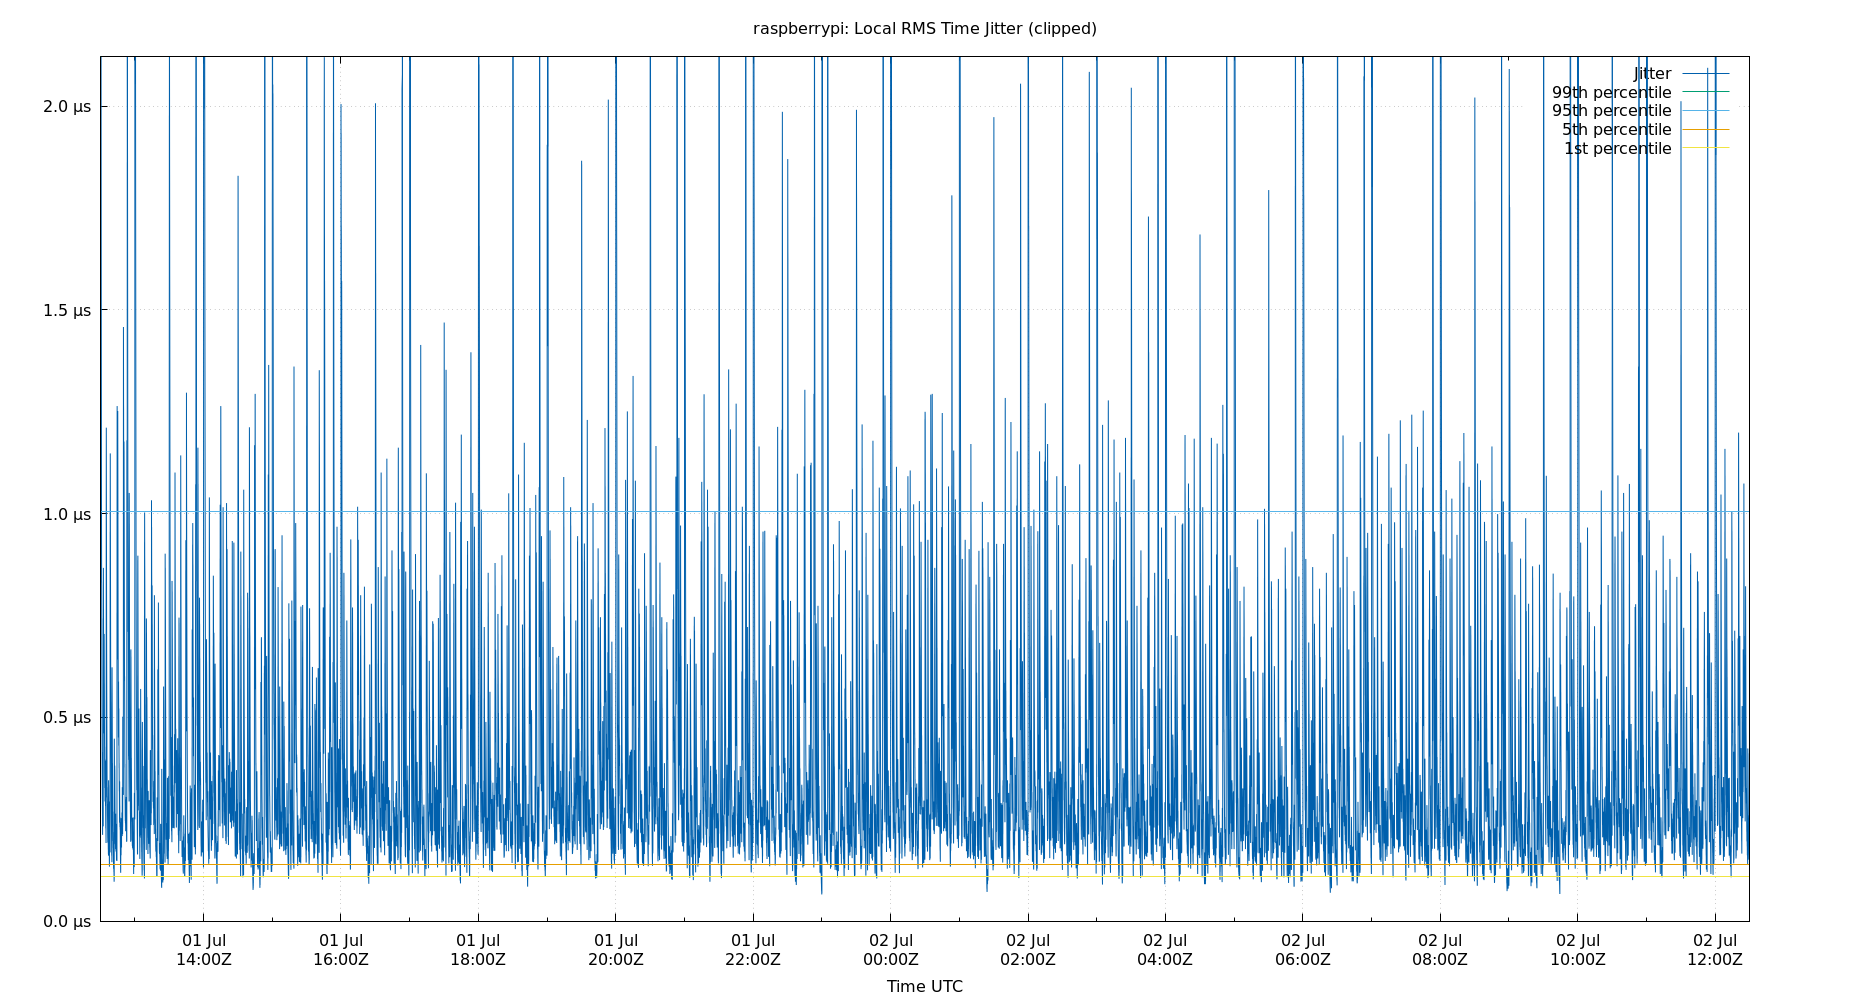 raspberrypi: Local RMS Time Jitter (clipped)
Jitter
99th percentile
95th percentile
5th percentile
1st percentile
2.0 µs
1.5 µs
1.0 µs
0.5 µs
0.0 µs
01 Jul 01 Jul 01 Jul 01 Jul 01 Jul 02 Jul 02 Jul 02 Jul 02 Jul 02 Jul 02 Jul 02 Jul
14:00Z 16:00Z 18:00Z 20:00Z 22:00Z 00:00Z 02:00Z 04:00Z 06:00Z 08:00Z 10:00Z 12:00Z
Time UTC